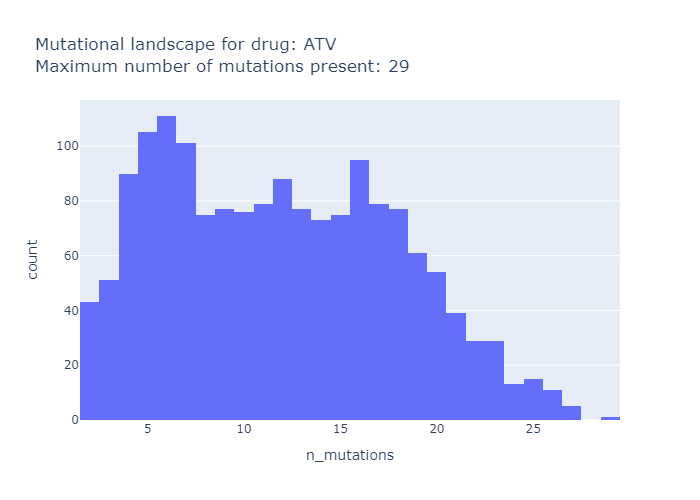 Mutational landscape for drug: ATV
Maximum number of mutations present: 29
100
80
60
40
20
0
count
5
10
15
20
25
n_mutations